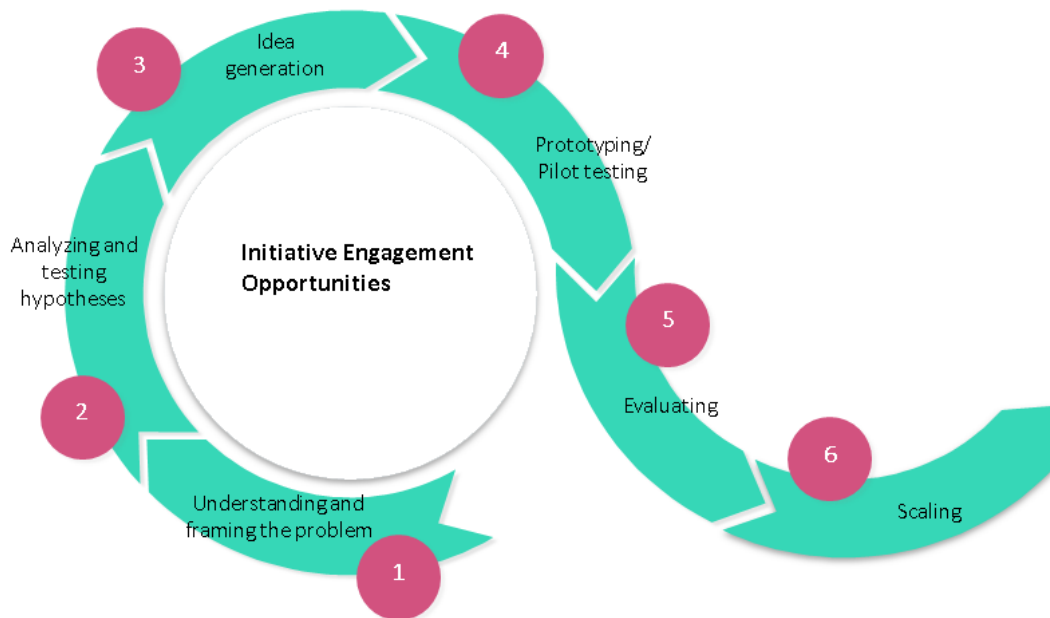 Initiative Engagement
Opportunities
1
Understanding and
framing the problem
2
Analyzing and
testing
hypotheses
3
Idea
generation
4
Prototyping/
Pilot testing
5
Evaluating
6
Scaling